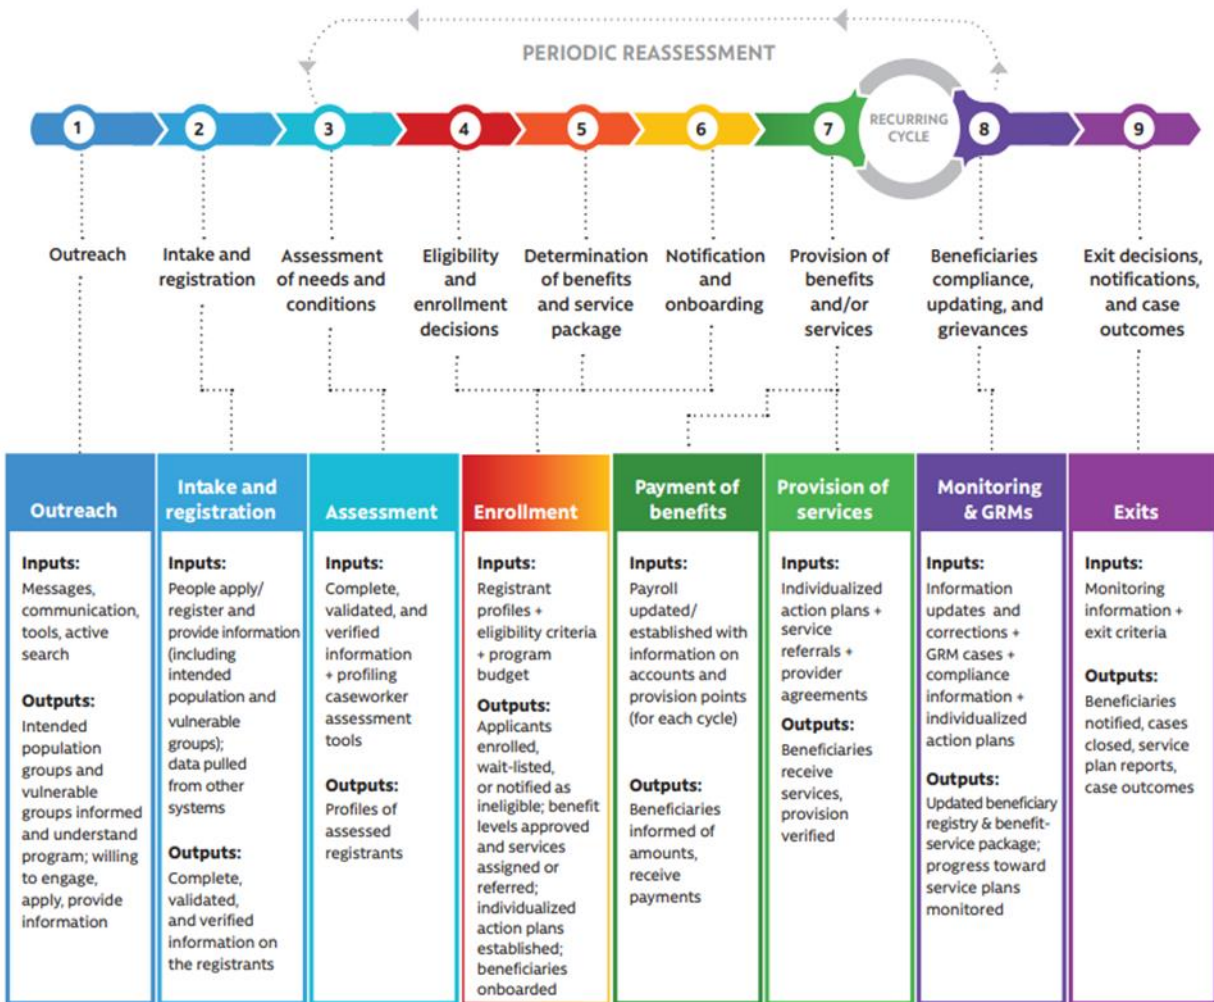 PERIODIC REASSESSMENT
1
2
3
4
5
6
7
RECURRING
CYCLE
8
9
Outreach
Intake and
registration
Assessment
of needs and
conditions
Eligibility
and
enrollment
decisions
Determination
of benefits
and service
package
Notification
and
onboarding
Provision of
benefits
and/or
services
Beneficiaries
compliance,
updating, and
grievances
Exit decisions,
notifications,
and case
outcomes
Outreach
Inputs:
Messages,
communication,
tools, active
search
Outputs:
Intended
population
groups and
vulnerable
groups informed
and understand
program; willing
to engage,
apply, provide
information
Intake and
registration
Inputs:
People apply/
register and
provide information
(including
intended
population and
vulnerable
groups);
data pulled
from other
systems
Outputs:
Complete,
validated,
and verified
information on
the registrants
Assessment
Inputs:
Complete,
validated, and
verified
information
+ profiling
caseworker
assessment
tools
Outputs:
Profiles of
assessed
registrants
Enrollment
Inputs:
Registrant
profiles +
eligibility criteria
+ program
budget
Outputs:
Applicants
enrolled,
wait-listed,
or notified as
ineligible; benefit
levels approved
and services
assigned or
referred;
individualized
action plans
established;
beneficiaries
onboarded
Payment of
benefits
Inputs:
Payroll
updated/
established with
information on
accounts and
provision points
(for each cycle)
Outputs:
Beneficiaries
informed of
amounts,
receive
payments
Provision of
services
Inputs:
Individualized
action plans +
service
referrals +
provider
agreements
Outputs:
Beneficiaries
receive
services,
provision
verified
Monitoring
& GRMs
Inputs:
Information
updates and
corrections +
GRM cases +
compliance
information +
individualized
action plans
Outputs:
Updated beneficiary
registry & benefit-
service package;
progress toward
service plans
monitored
Exits
Inputs:
Monitoring
information +
exit criteria
Outputs:
Beneficiaries
notified, cases
closed, service
plan reports,
case outcomes